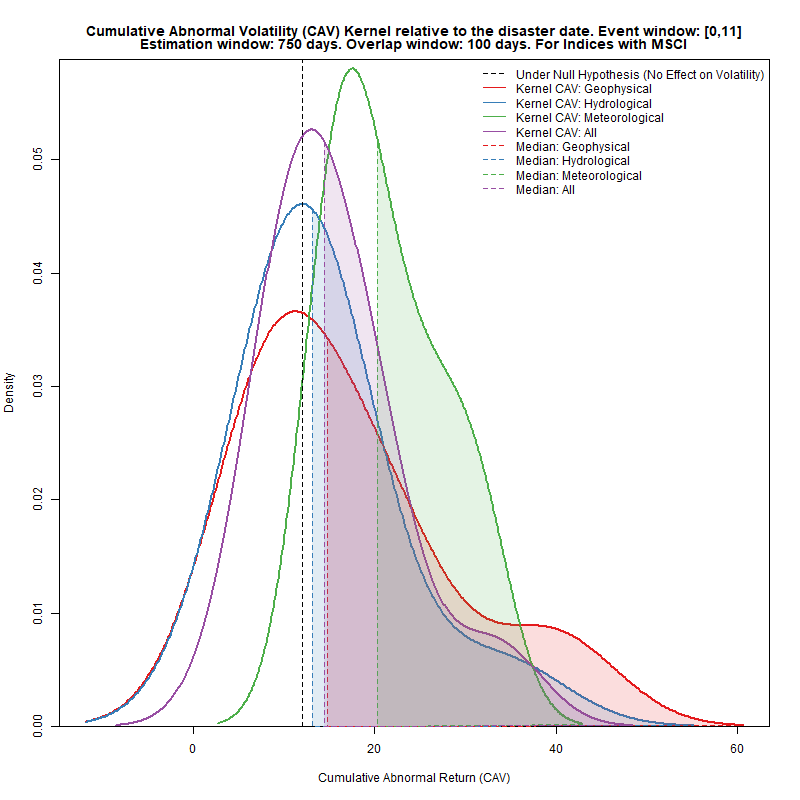 Cumulative Abnormal Volatility (CAV) Kernel relative to the disaster date. Event window: [0,11]
Estimation window: 750 days. Overlap window: 100 days. For Indices with MSCI
Under Null Hypothesis (No Effect on Volatility)
Kernel CAV: Geophysical
Kernel CAV: Hydrological
Kernel CAV: Meteorological
Kernel CAV: All
Median: Geophysical
Median: Hydrological
Median: Meteorological
Median: All
Density
0.05
0.04
0.03
0.02
0.01
0.00
0 20 40 60
Cumulative Abnormal Return (CAV)